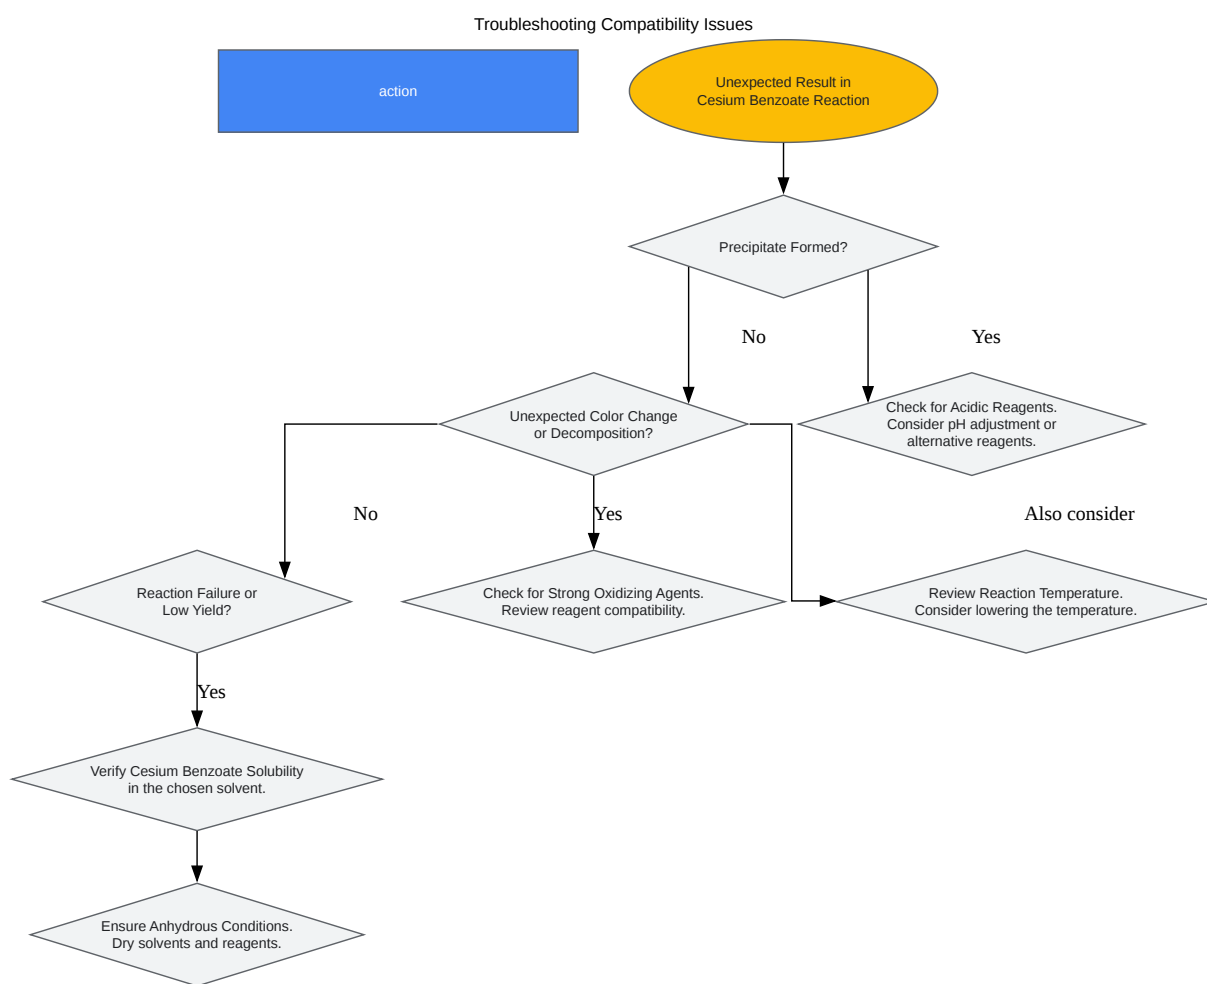 Troubleshooting Compatibility Issues
action
Unexpected Result in
Cesium Benzoate Reaction
Precipitate Formed?
No
Yes
Unexpected Color Change
or Decomposition?
Check for Acidic Reagents.
Consider pH adjustment or
alternative reagents.
No
Yes
Also consider
Reaction Failure or
Low Yield?
Check for Strong Oxidizing Agents.
Review reagent compatibility.
Review Reaction Temperature.
Consider lowering the temperature.
Yes
Verify Cesium Benzoate Solubility
in the chosen solvent.
Ensure Anhydrous Conditions.
Dry solvents and reagents.